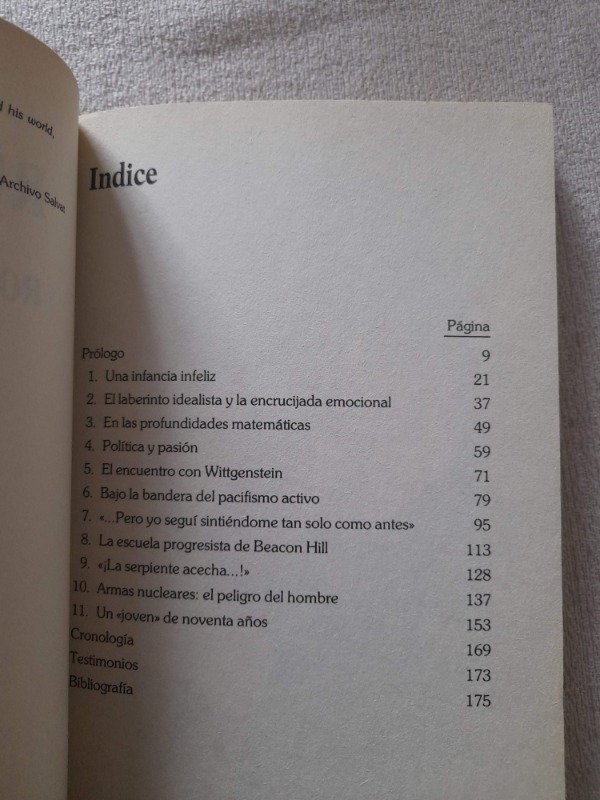 his world,
Archivo Salvat
Indice
Página
Prólogo 9
1. Una infancia infeliz 21
2. El laberinto idealista y la encrucijada emocional 37
3. En las profundidades matemáticas 49
4. Política y pasión 59
5. El encuentro con Wittgenstein 71
6. Bajo la bandera del pacifismo activo 79
7. «...Pero yo seguí sintiéndome tan solo como antes» 95
8. La escuela progresista de Beacon Hill 113
9. «¡La serpiente acecha...!» 128
10. Armas nucleares: el peligro del hombre 137
11. Un «joven» de noventa años 153
Cronología 169
Testimonios 173
Bibliografía 175